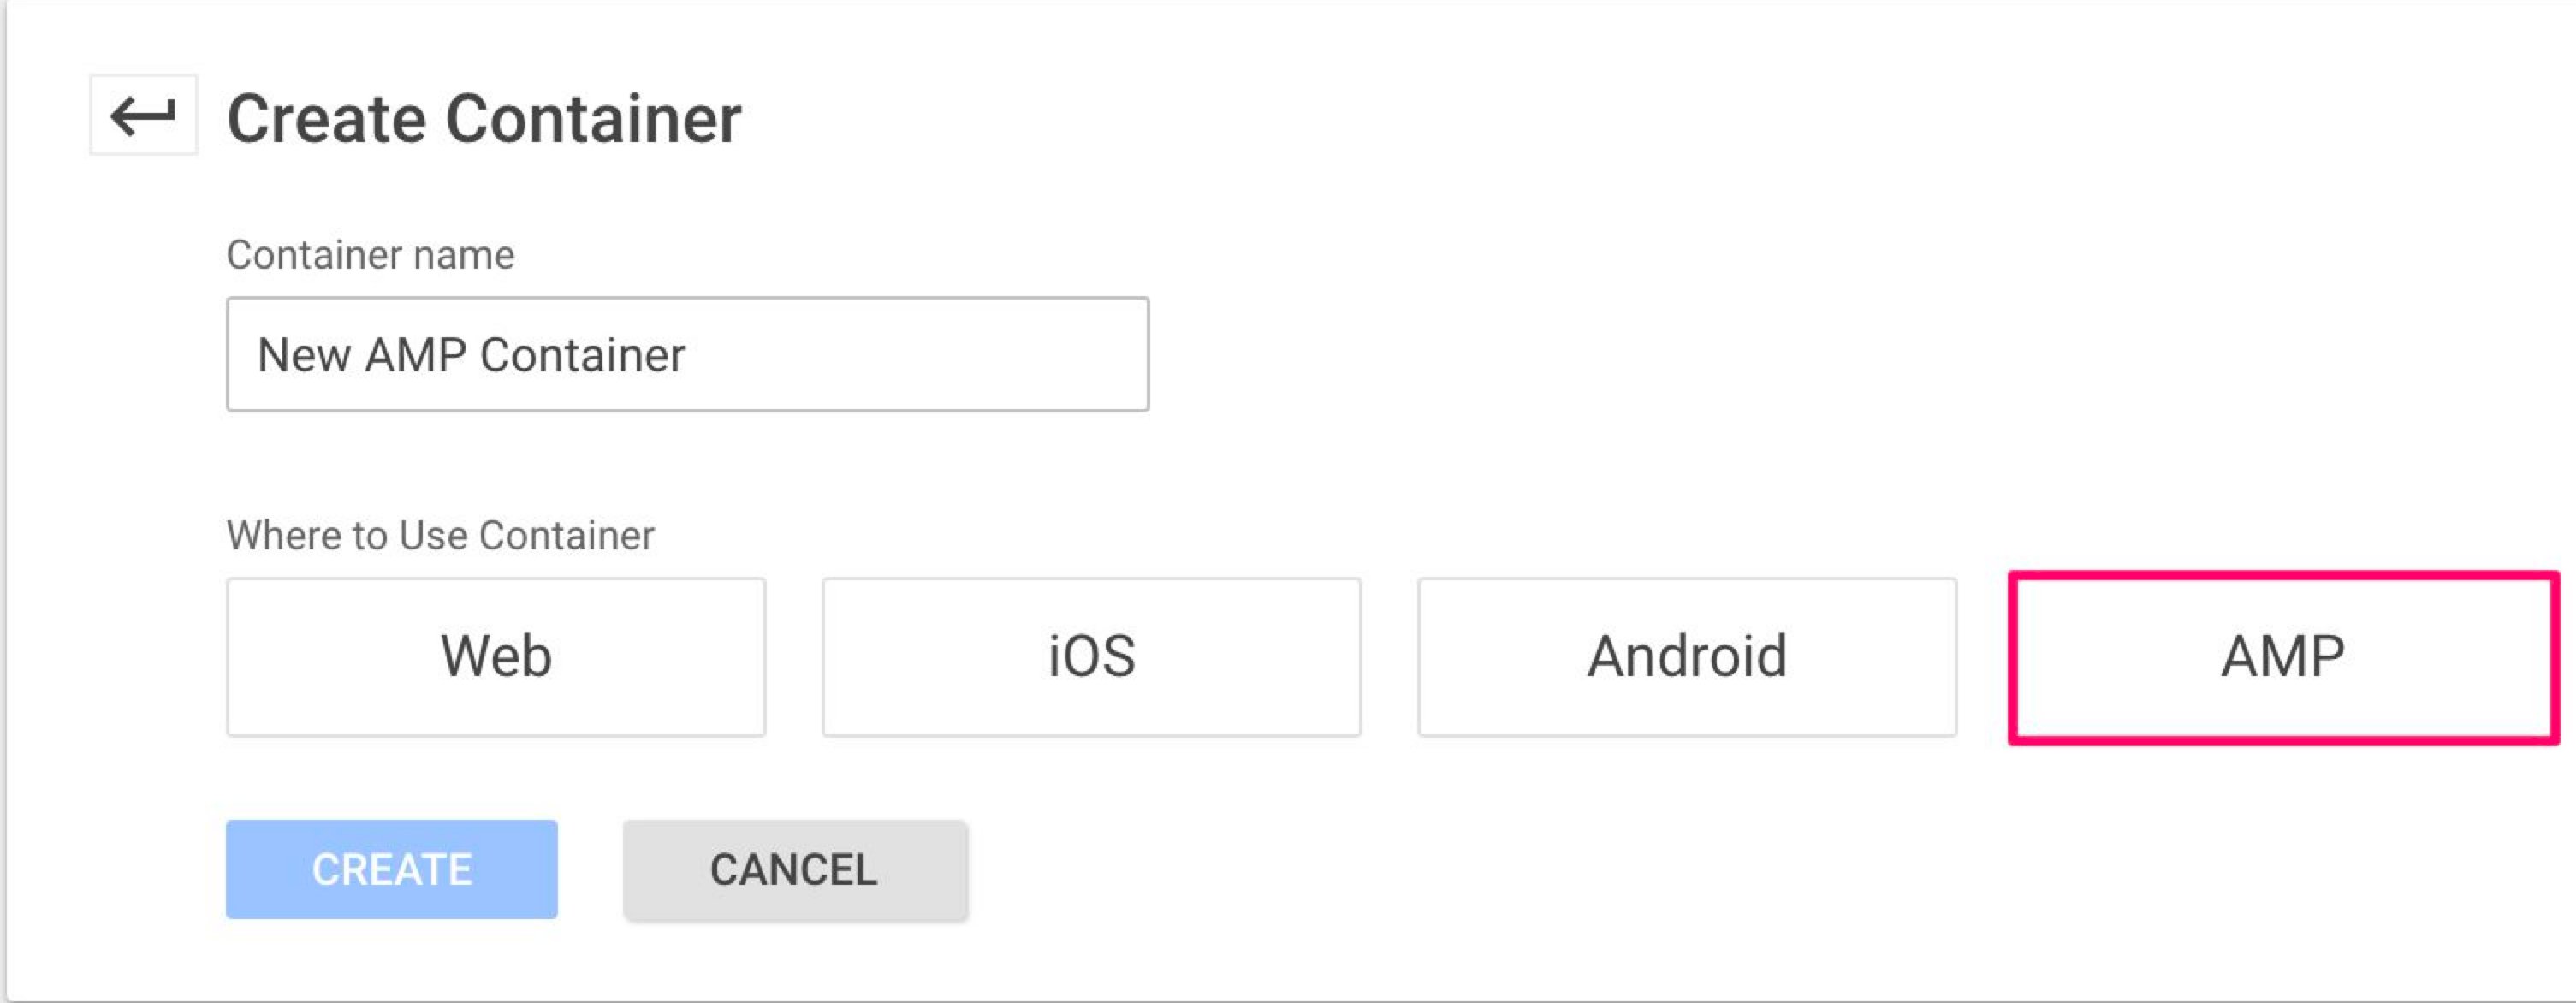 Create Container
Container name
New AMP Container
Where to Use Container
Web
iOS
Android
AMP
CREATE
CANCEL